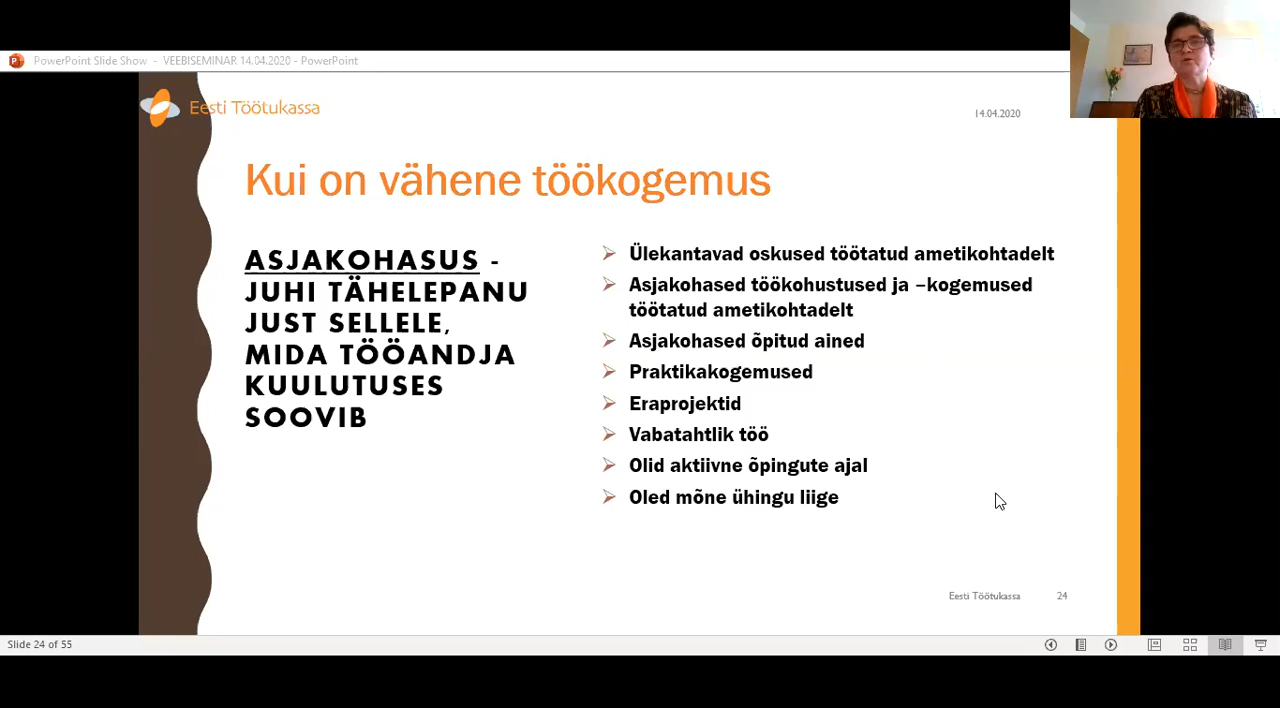 PowerPoint Slide Show - VEEBISEMINAR 14.04.2020 - PowerPoint
Eesti Töötukassa
14.04.2020
Kui on vähene töökogemus
ASJAKOHASUS -
JUHI TÄHELEPANU
JUST SELLELE,
MIDA TÖÖANDJA
KUULUTUSES
SOOVIB
Ülekantavad oskused töötatud ametikohtadelt
Asjakohased töökohustused ja –kogemused
töötatud ametikohtadelt
Asjakohased õpitud ained
Praktikakogemused
Eraprojektid
Vabatahtlik töö
Olid aktiivne õpingute ajal
Oled mõne ühingu liige
Eesti Töötukassa 24
Slide 24 of 55